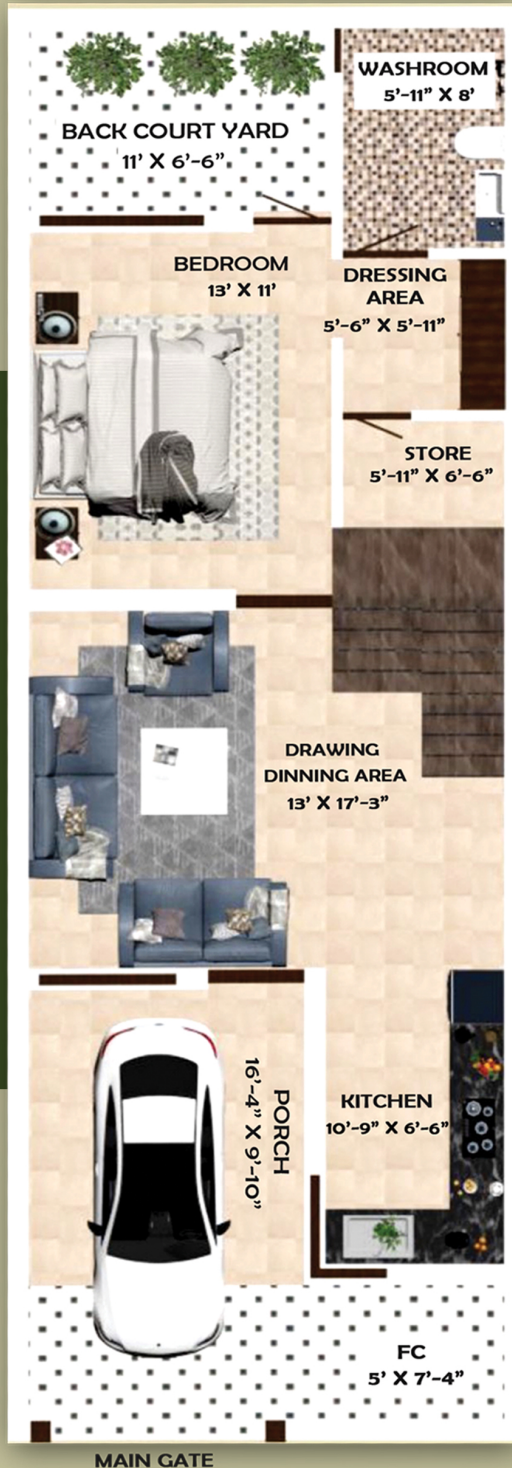 WASHROOM
5’-11” X 8’
BACK COURT YARD
11’ X 6’-6”
BEDROOM
13’ X 11’
DRESSING
AREA
5’-6” X 5’-11”
STORE
5’-11” X 6’-6”
DRAWING
DINNING AREA
13’ X 17’-3”
PORCH
16’-4” X 9’-10”
KITCHEN
10’-9” X 6’-6”
FC
5’ X 7’-4”
MAIN GATE